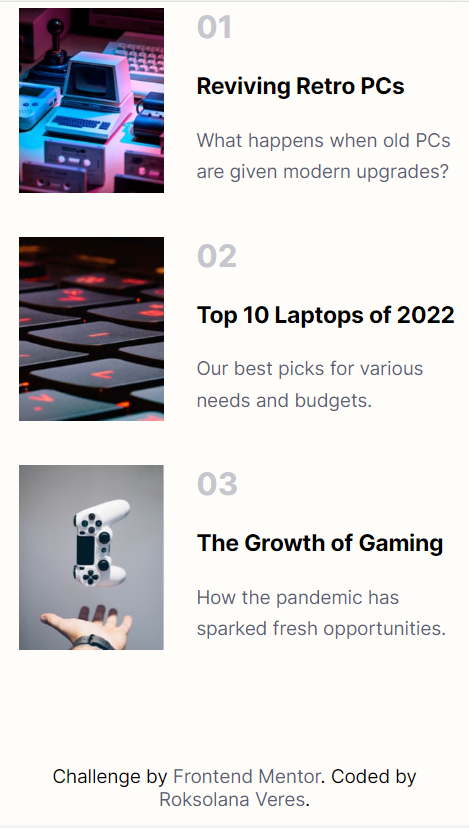 01
Reviving Retro PCs
What happens when old PCs
are given modern upgrades?
02
Top 10 Laptops of 2022
Our best picks for various
needs and budgets.
03
The Growth of Gaming
How the pandemic has
sparked fresh opportunities.
Challenge by Frontend Mentor. Coded by
Roksolana Veres.